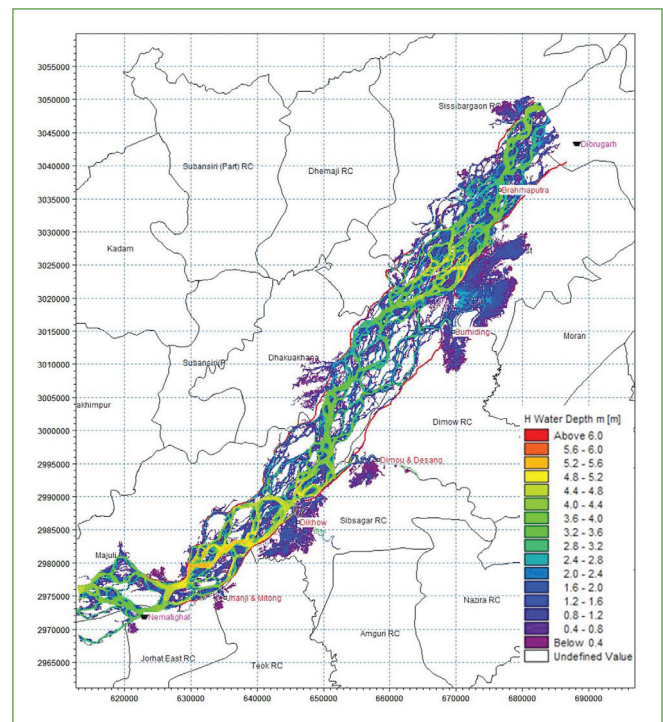 3055000
3050000
3045000
3040000
3035000
3030000
3025000
3020000
3015000
3010000
3005000
3000000
2995000
2990000
2985000
2980000
2975000
2970000
2965000
620000 630000 640000 650000 660000 670000 680000 690000
Sissibargaon RC
Dibrugarh
Subansiri (Part) RC
Dhemaji RC
Brahmaputra
Kadam
Burhiding
Moran
Subansiri
Dhakuakhana
akhimpur
Dimow RC
Dimou & Desang
Dikhow
Sibsagar RC
Majuli RC
Jhanji & Mitong
Nematighat
Nazira RC
Amguri RC
Jorhat East RC
Teok RC
H Water Depth m [m]
Above 6.0
5.6 - 6.0
5.2 - 5.6
4.8 - 5.2
4.4 - 4.8
4.0 - 4.4
3.6 - 4.0
3.2 - 3.6
2.8 - 3.2
2.4 - 2.8
2.0 - 2.4
1.6 - 2.0
1.2 - 1.6
0.8 - 1.2
0.4 - 0.8
Below 0.4
Undefined Value